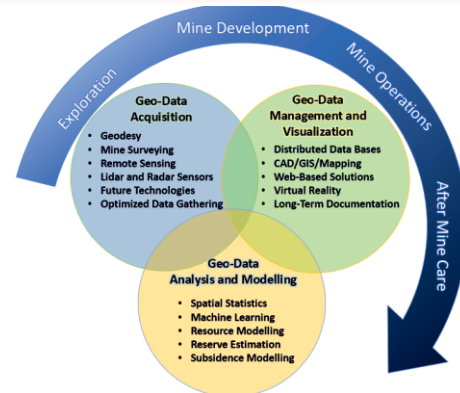 Exploration
Mine Development
Mine Operations
After Mine Care
Geo-Data
Acquisition
• Geodesy
• Mine Surveying
• Remote Sensing
• Lidar and Radar Sensors
• Future Technologies
• Optimized Data Gathering
Geo-Data
Management and
Visualization
• Distributed Data Bases
• CAD/GIS/Mapping
• Web-Based Solutions
• Virtual Reality
• Long-Term Documentation
Geo-Data
Analysis and Modelling
• Spatial Statistics
• Machine Learning
• Resource Modelling
• Reserve Estimation
• Subsidence Modelling